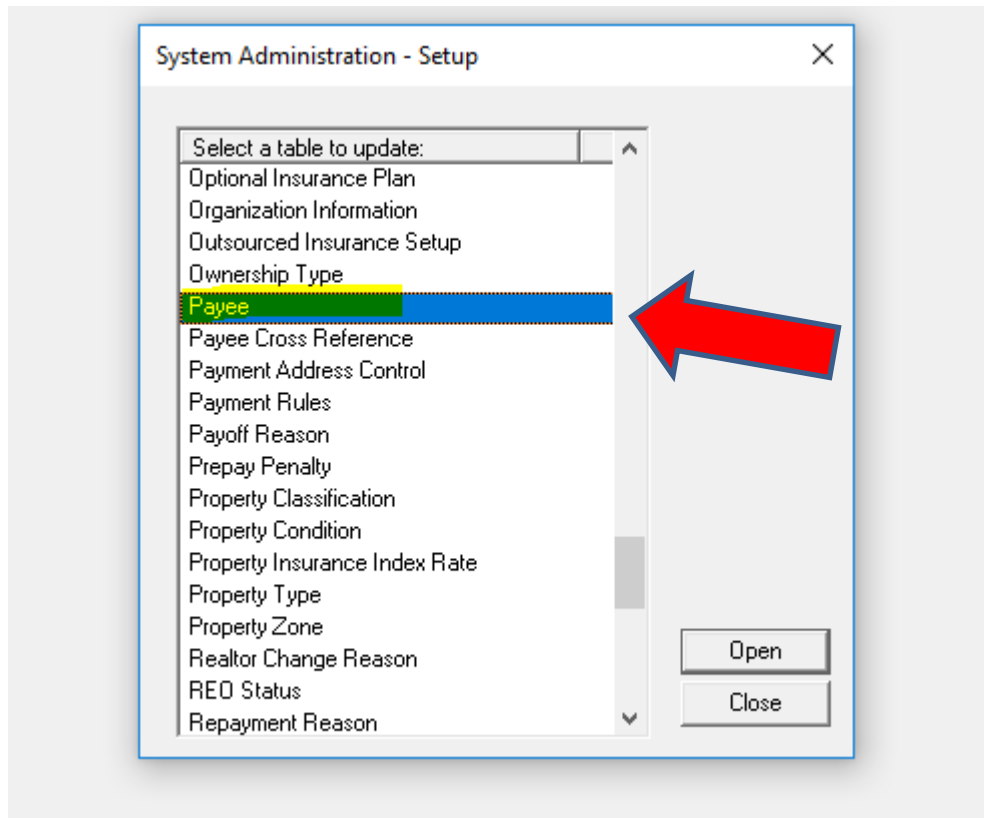 System Administration - Setup
Select a table to update:
Optional Insurance Plan
Organization Information
Outsourced Insurance Setup
Ownership Type
Payee
Payee Cross Reference
Payment Address Control
Payment Rules
Payoff Reason
Prepay Penalty
Property Classification
Property Condition
Property Insurance Index Rate
Property Type
Property Zone
Realtor Change Reason
REO Status
Repayment Reason
Open
Close